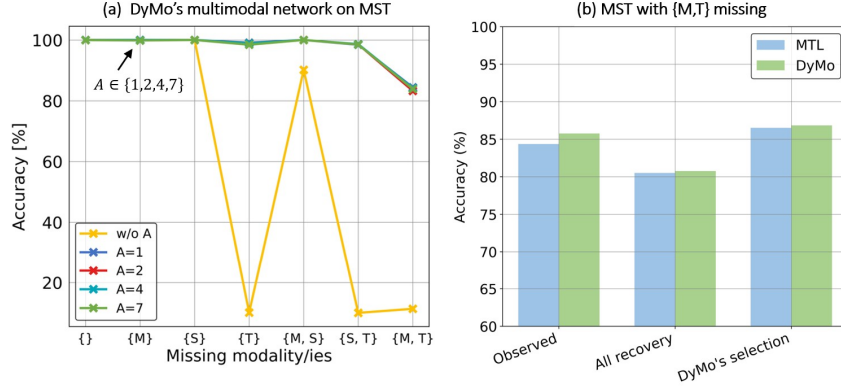 (a) DyMo's multimodal network on MST
Accuracy [%]
100
80
60
40
20
A ∈ {1,2,4,7}
w/o A
A=1
A=2
A=4
A=7
{} {M} {S} {T} {M, S} {S, T} {M, T}
Missing modality/ies
(b) MST with {M,T} missing
Accuracy (%)
100
95
90
85
80
75
70
65
60
MTL
DyMo
Observed
All recovery
DyMo's selection